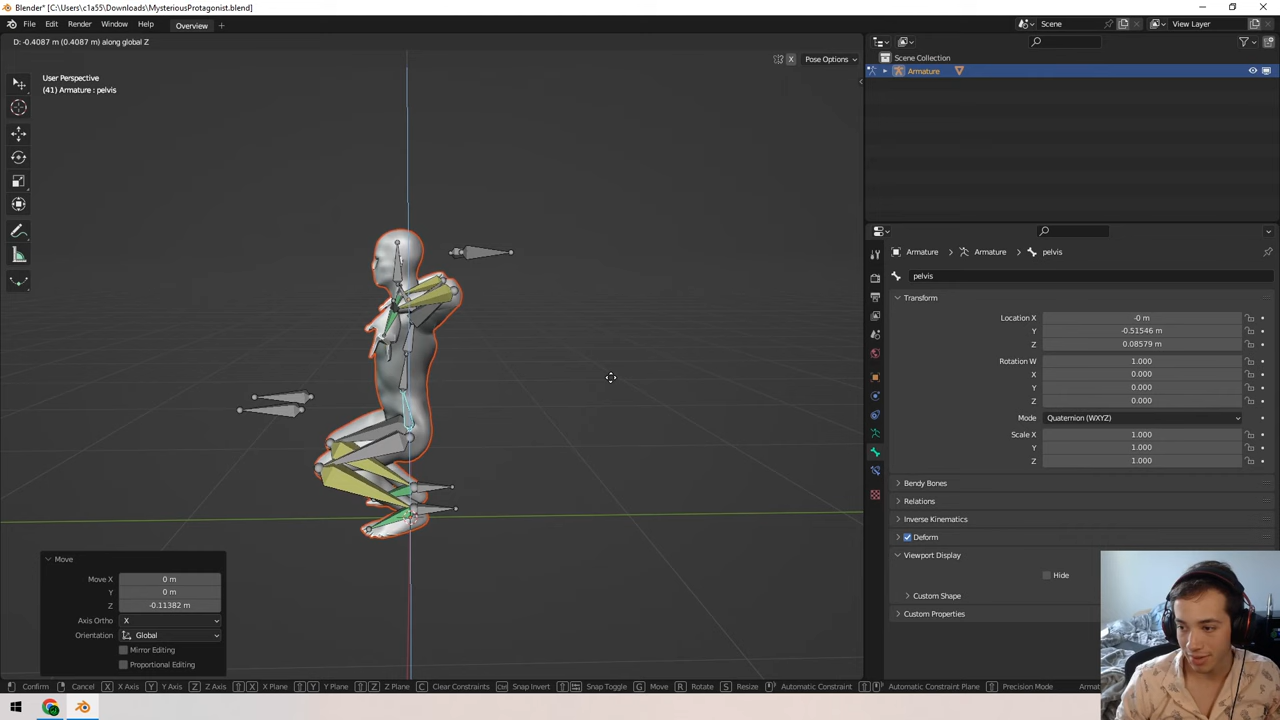 Blender* [C:\Users\c1a55\Downloads\MysteriousProtagonist.blend]
File Edit Render Window Help Overview + Scene View Layer
D: -0.4087 m (0.4087 m) along global Z
X Pose Options
User Perspective
(41) Armature : pelvis
Scene Collection
Armature
Armature > Armature > pelvis
pelvis
Transform
Location X -0 m
Y -0.51546 m
Z 0.08579 m
Rotation W 1.000
X 0.000
Y 0.000
Z 0.000
Mode Quaternion (WXYZ)
Scale X 1.000
Y 1.000
Z 1.000
Bendy Bones
Relations
Inverse Kinematics
Deform
Viewport Display
Hide
Custom Shape
Custom Properties
Move
Move X 0 m
Y 0 m
Z -0.11382 m
Axis Ortho X
Orientation Global
Mirror Editing
Proportional Editing
Confirm Cancel X X Axis Y Y Axis Z Z Axis X X Plane Y Y Plane Z Z Plane C Clear Constraints Ctrl Snap Invert Snap Toggle G Move R Rotate S Resize Automatic Constraint Automatic Constraint Plane Precision Mode